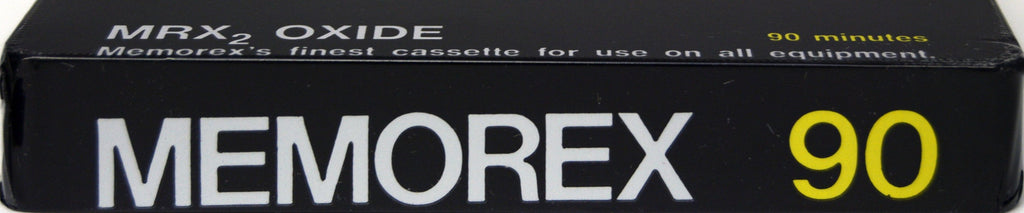 MRX₂ OXIDE 90 minutes
Memorex's finest cassette for use on all equipment.
MEMOREX 90